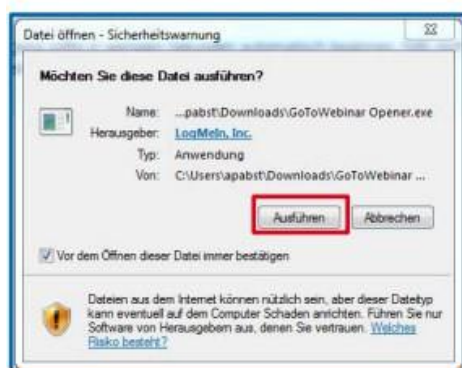 Datei öffnen - Sicherheitswarnung
Möchten Sie diese Datei ausführen?
Name: ...pabst\Downloads\GoToWebinar Opener.exe
Herausgeber: LogMeIn, Inc.
Typ: Anwendung
Von: C:\Users\apabst\Downloads\GoToWebinar ...
Ausführen Abbrechen
Vor dem Öffnen dieser Datei immer bestätigen
Dateien aus dem Internet können nützlich sein, aber dieser Dateityp
kann eventuell auf dem Computer Schaden anrichten. Führen Sie nur
Software von Herausgebern aus, denen Sie vertrauen. Welches
Risiko besteht?